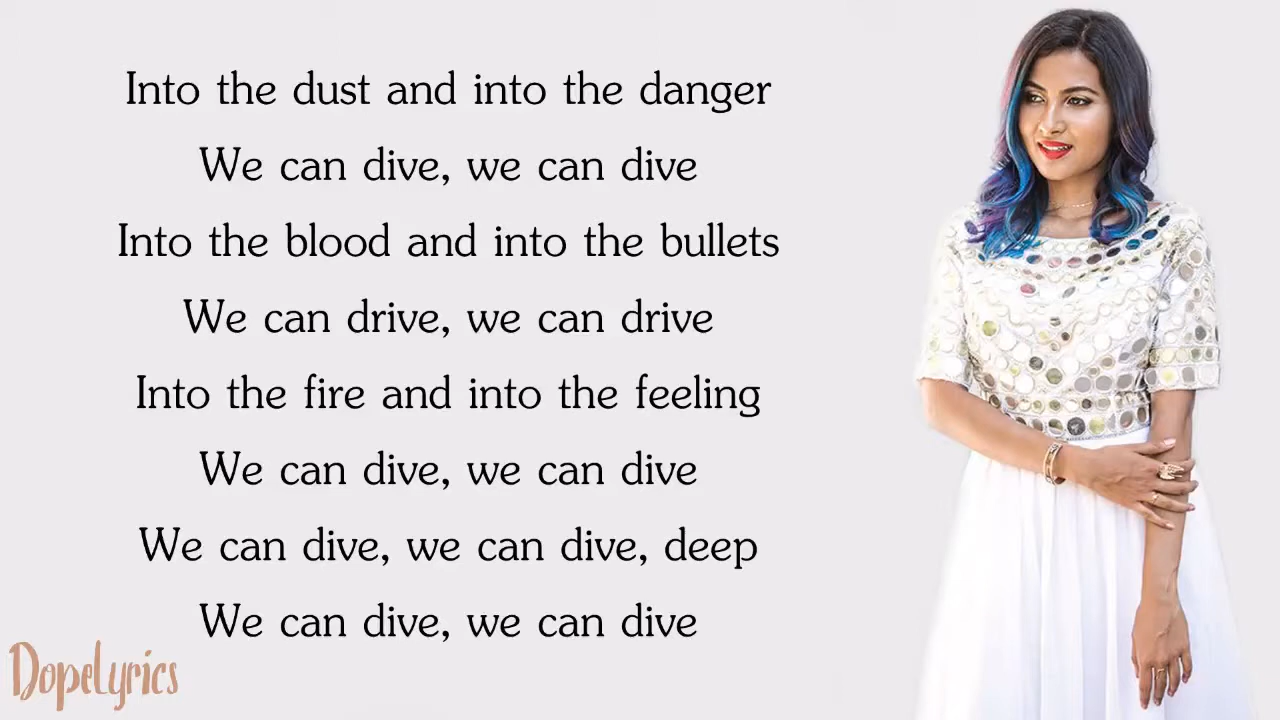 Into the dust and into the danger
We can dive, we can dive
Into the blood and into the bullets
We can drive, we can drive
Into the fire and into the feeling
We can dive, we can dive
We can dive, we can dive, deep
We can dive, we can dive
DopeLyrics